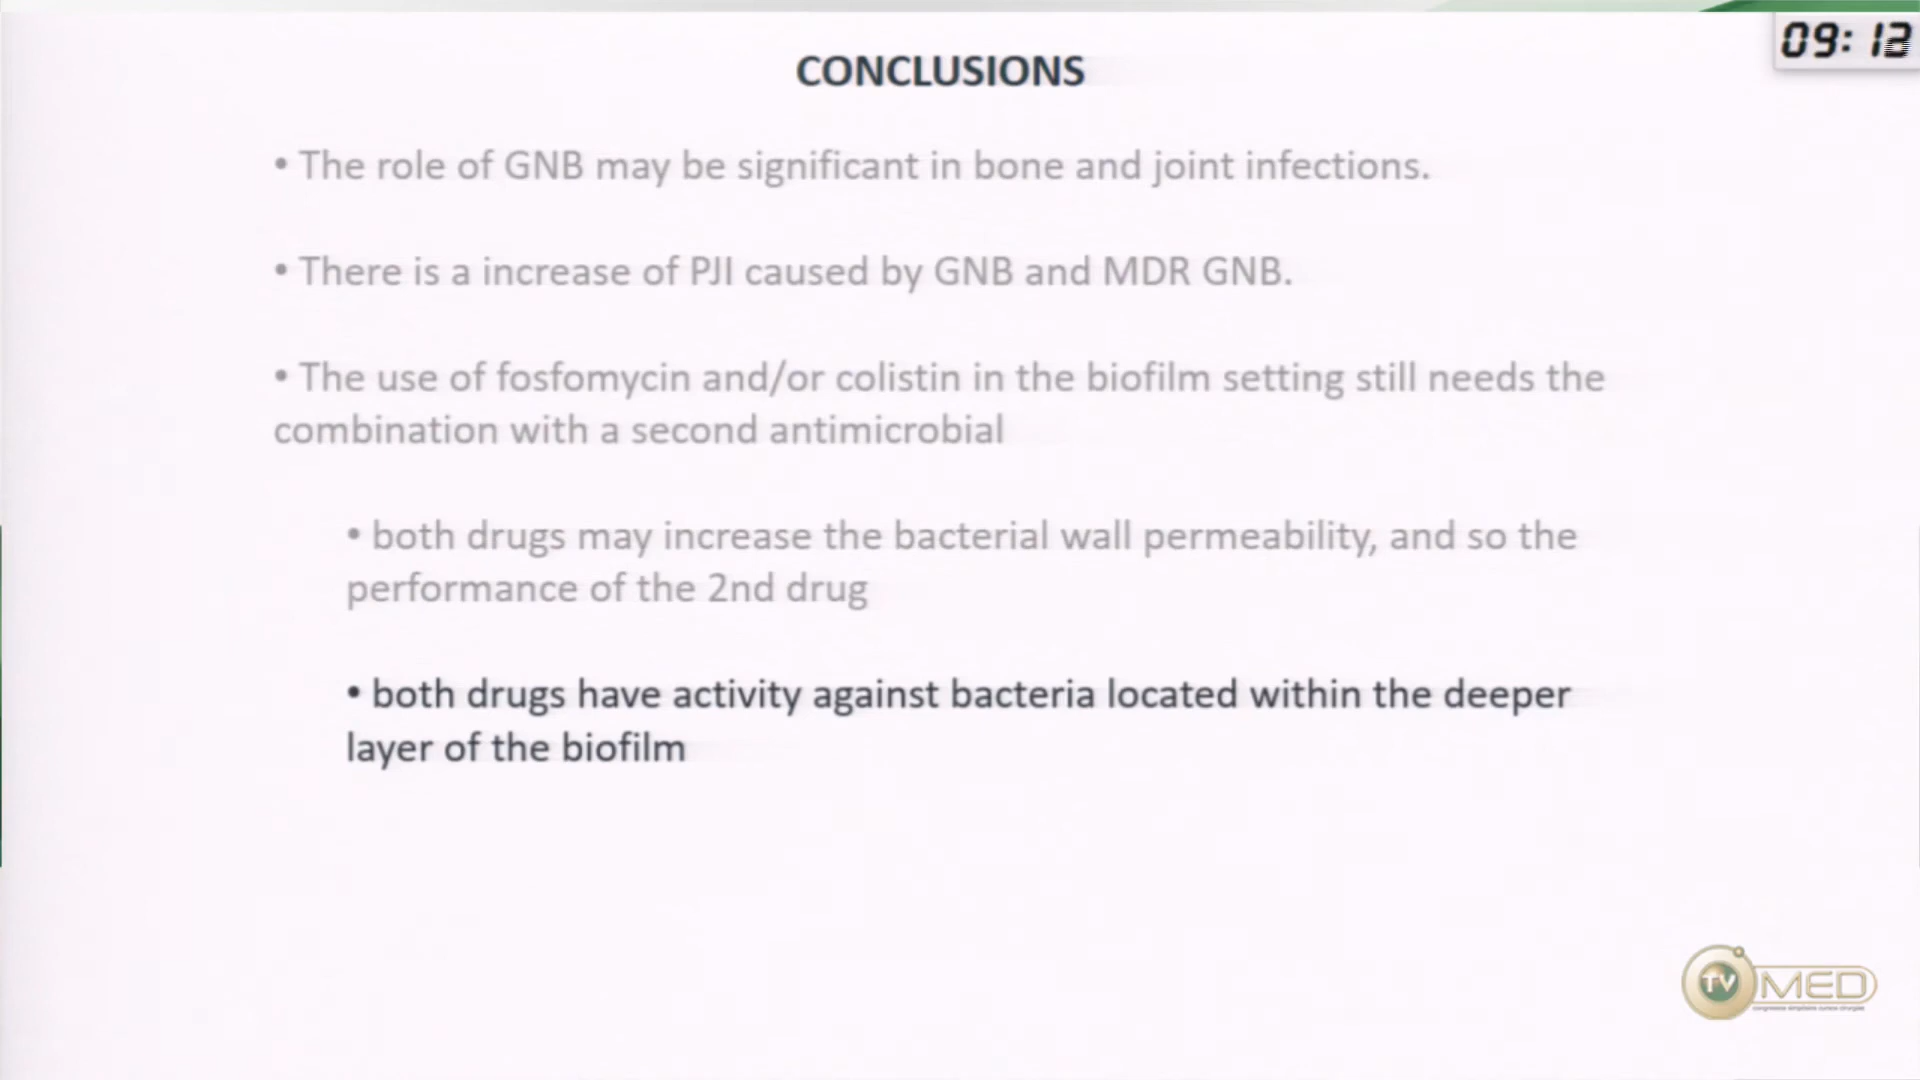 09:
CONCLUSIONS
• The role of GNB may be significant in bone and joint infections.
• There is a increase of PJI caused by GNB and MDR GNB.
• The use of fosfomycin and/or colistin in the biofilm setting still needs the
combination with a second antimicrobial
• both drugs may increase the bacterial wall permeability, and so the
performance of the 2nd drug
• both drugs have activity against bacteria located within the deeper
layer of the biofilm
TV MED